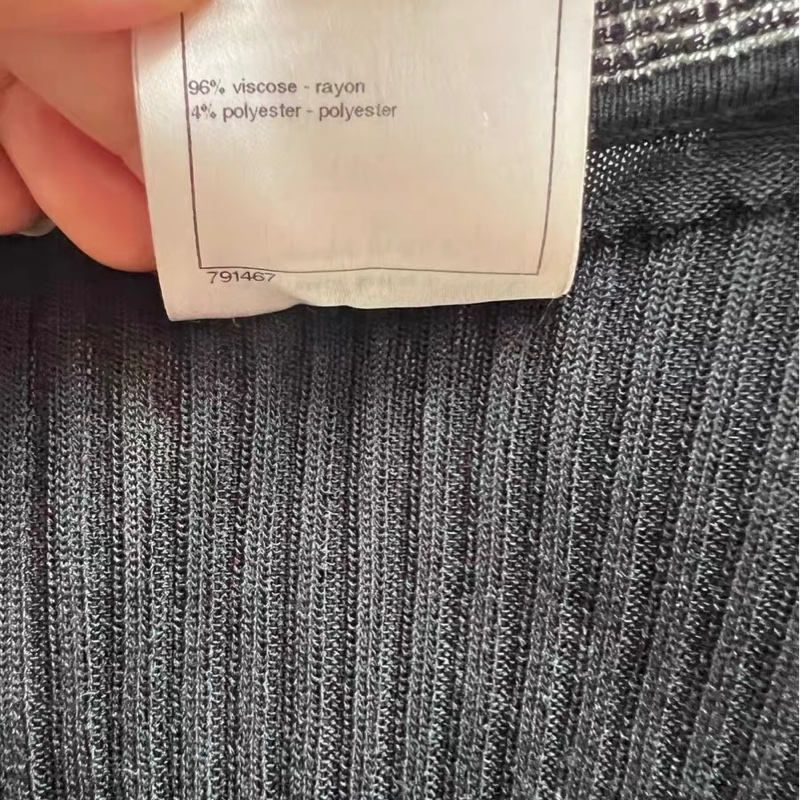 96% viscose - rayon
4% polyester - polyester
791467